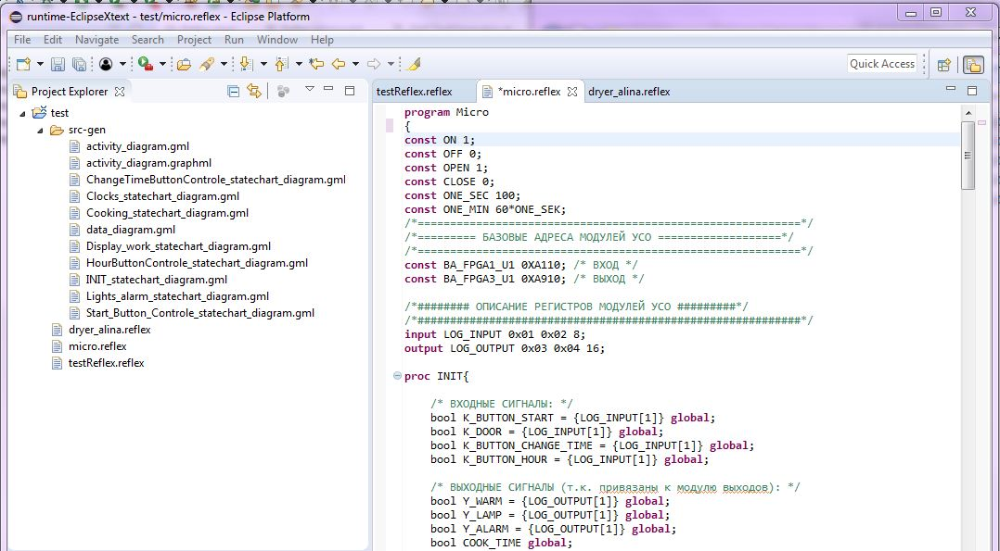 runtime-EclipseXtext - test/micro.reflex - Eclipse Platform
File Edit Navigate Search Project Run Window Help
Quick Access
Project Explorer
testReflex.reflex *micro.reflex dryer_alina.reflex
test
src-gen
activity_diagram.gml
activity_diagram.graphml
ChangeTimeButtonControle_statechart_diagram.gml
Clocks_statechart_diagram.gml
Cooking_statechart_diagram.gml
data_diagram.gml
Display_work_statechart_diagram.gml
HourButtonControle_statechart_diagram.gml
INIT_statechart_diagram.gml
Lights_alarm_statechart_diagram.gml
Start_Button_Controle_statechart_diagram.gml
dryer_alina.reflex
micro.reflex
testReflex.reflex
program Micro
{
const ON 1;
const OFF 0;
const OPEN 1;
const CLOSE 0;
const ONE_SEC 100;
const ONE_MIN 60*ONE_SEK;
/*===========================================================*/
/*========= БАЗОВЫЕ АДРЕСА МОДУЛЕЙ УСО ===================*/
/*===========================================================*/
const BA_FPGA1_U1 0XA110; /* ВХОД */
const BA_FPGA3_U1 0XA910; /* ВЫХОД */
/*######## ОПИСАНИЕ РЕГИСТРОВ МОДУЛЕЙ УСО #########*/
/*###########################################################*/
input LOG_INPUT 0x01 0x02 8;
output LOG_OUTPUT 0x03 0x04 16;
proc INIT{
/* ВХОДНЫЕ СИГНАЛЫ: */
bool K_BUTTON_START = {LOG_INPUT[1]} global;
bool K_DOOR = {LOG_INPUT[1]} global;
bool K_BUTTON_CHANGE_TIME = {LOG_INPUT[1]} global;
bool K_BUTTON_HOUR = {LOG_INPUT[1]} global;
/* ВЫХОДНЫЕ СИГНАЛЫ (т.к. привязаны к модулю выходов): */
bool Y_WARM = {LOG_OUTPUT[1]} global;
bool Y_LAMP = {LOG_OUTPUT[1]} global;
bool Y_ALARM = {LOG_OUTPUT[1]} global;
bool COOK_TIME global;